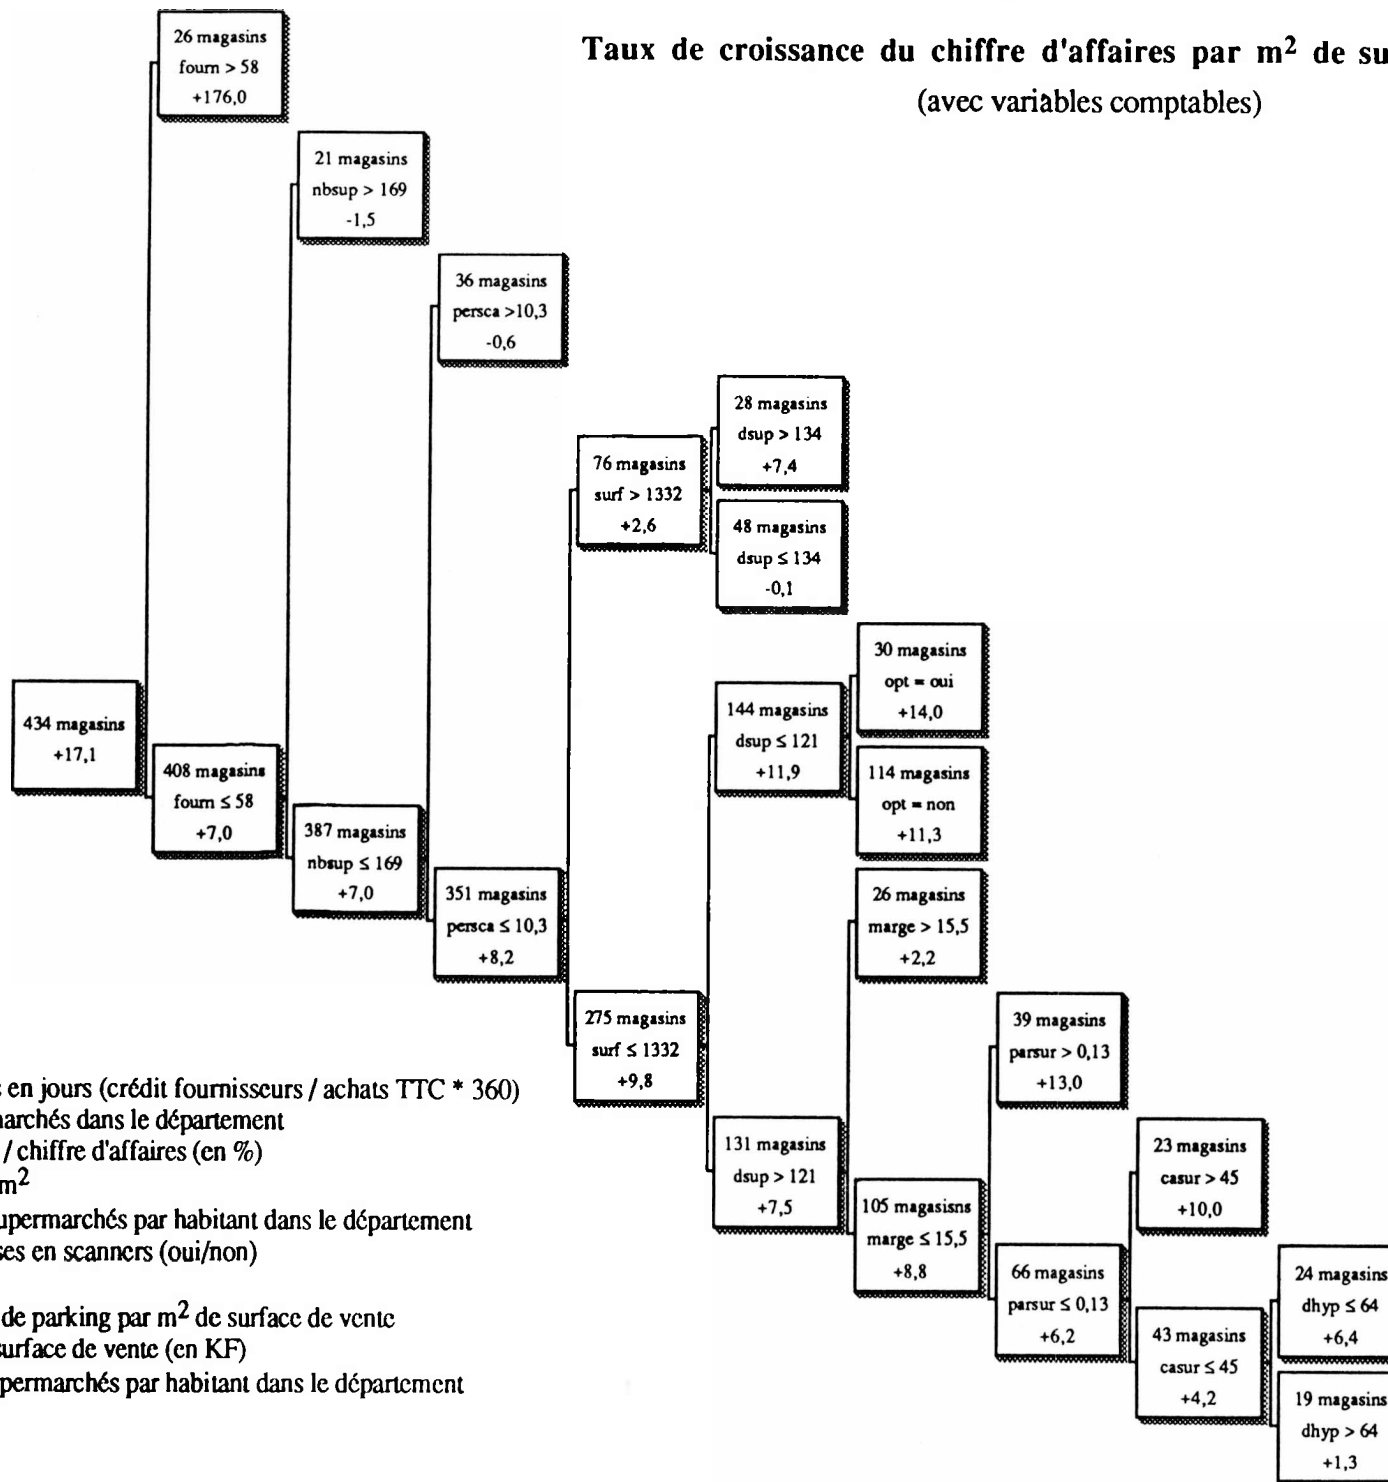 Taux de croissance du chiffre d'affaires par m² de su
(avec variables comptables)
26 magasins
fourn > 58
+176,0
21 magasins
nbsup > 169
-1,5
36 magasins
persca >10,3
-0,6
28 magasins
dsup > 134
+7,4
76 magasins
surf > 1332
+2,6
48 magasins
dsup ≤ 134
-0,1
30 magasins
opt = oui
+14,0
144 magasins
dsup ≤ 121
+11,9
434 magasins
+17,1
114 magasins
opt = non
+11,3
408 magasins
fourn ≤ 58
+7,0
387 magasins
nbsup ≤ 169
+7,0
351 magasins
persca ≤ 10,3
+8,2
26 magasins
marge > 15,5
+2,2
275 magasins
surf ≤ 1332
+9,8
39 magasins
parsur > 0,13
+13,0
131 magasins
dsup > 121
+7,5
23 magasins
casur > 45
+10,0
105 magasisns
marge ≤ 15,5
+8,8
66 magasins
parsur ≤ 0,13
+6,2
24 magasins
dhyp ≤ 64
+6,4
43 magasins
casur ≤ 45
+4,2
19 magasins
dhyp > 64
+1,3
s en jours (crédit fournisseurs / achats TTC * 360)
marchés dans le département
/ chiffre d'affaires (en %)
m²
upermarchés par habitant dans le département
ses en scanners (oui/non)
de parking par m² de surface de vente
surface de vente (en KF)
permarchés par habitant dans le département